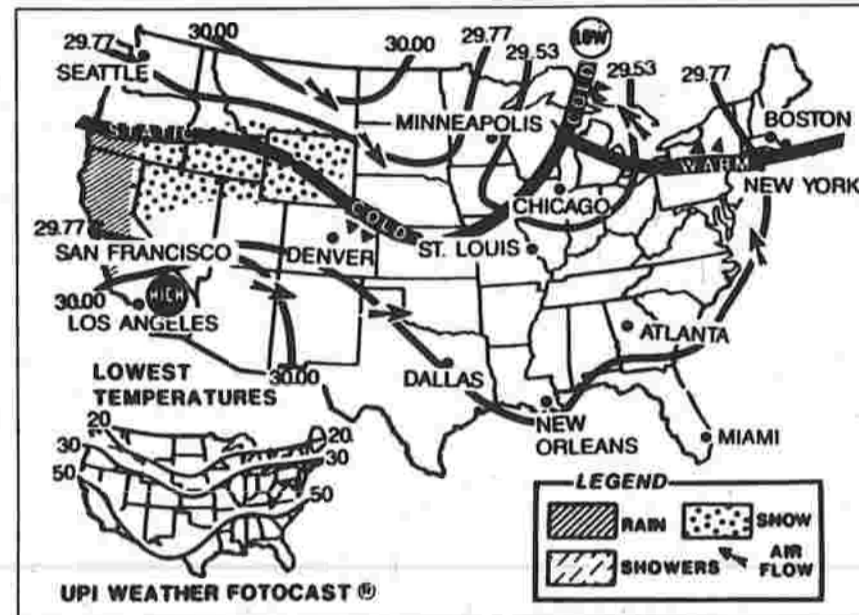 LOW
30.00
29.77
30.00
29.77
29.53
29.53
29.77
SEATTLE
COLD
MINNEAPOLIS
BOSTON
WARM
NEW YORK
CHICAGO
COLD
29.77
SAN FRANCISCO
DENVER
ST. LOUIS
30.00
HIGH
LOS ANGELES
ATLANTA
30.00
DALLAS
LOWEST
TEMPERATURES
NEW
ORLEANS
MIAMI
20
30
50
20
30
50
LEGEND
RAIN
SNOW
SHOWERS
AIR
FLOW
UPI WEATHER FOTOCAST ®